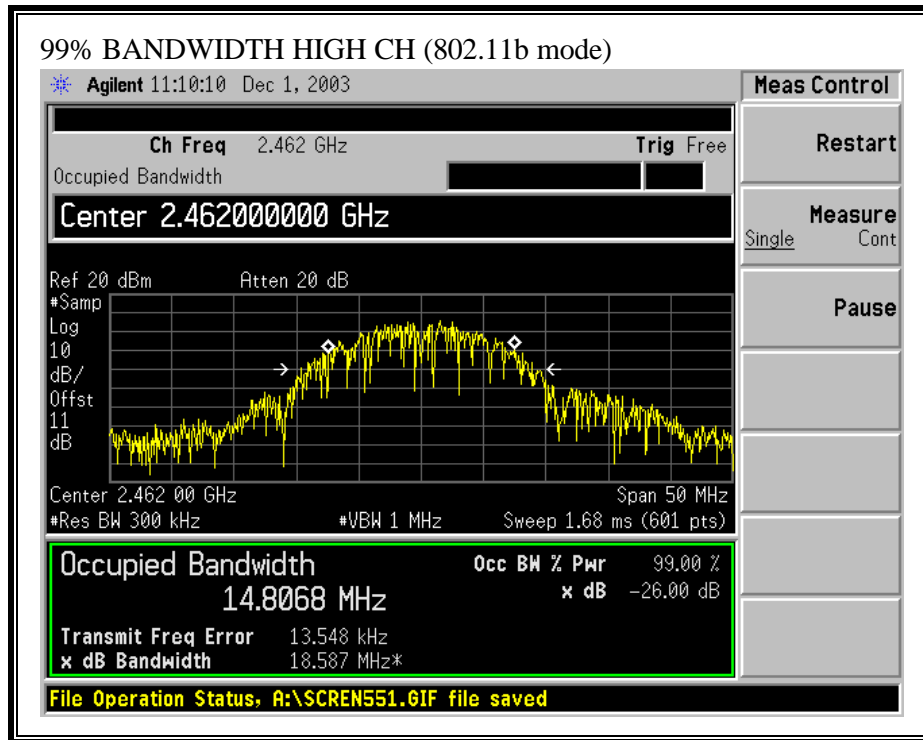 99% BANDWIDTH HIGH CH (802.11b mode)
Agilent 11:10:10 Dec 1, 2003
Meas Control
Ch Freq 2.462 GHz Trig Free
Occupied Bandwidth
Restart
Center 2.462000000 GHz
Measure
Single Cont
Ref 20 dBm Atten 20 dB
Pause
#Samp
Log
10
dB/
Offst
11
dB
Center 2.462 00 GHz Span 50 MHz
#Res BW 300 kHz #VBW 1 MHz Sweep 1.68 ms (601 pts)
Occupied Bandwidth Occ BW % Pwr 99.00 %
14.8068 MHz x dB -26.00 dB
Transmit Freq Error 13.548 kHz
x dB Bandwidth 18.587 MHz*
File Operation Status, A:\SCREN551.GIF file saved